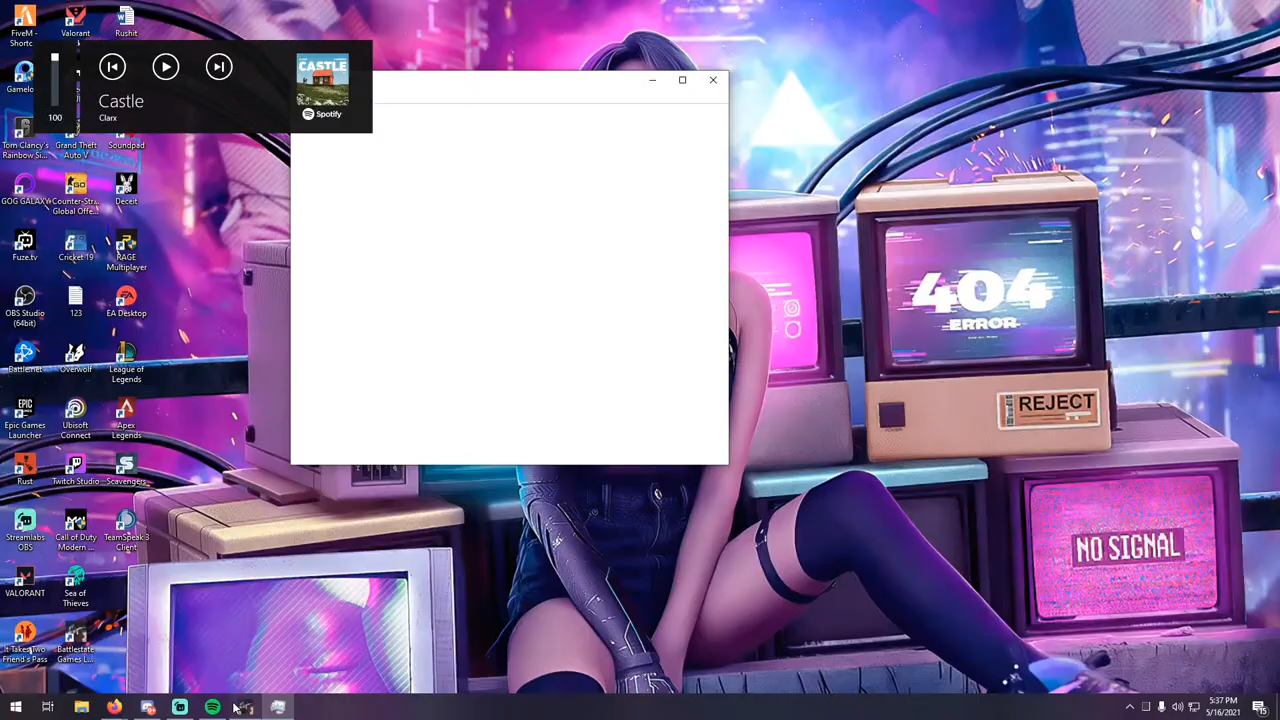 FiveM -
Shortc
Valorant
Rushit
CASTLE
Castle
Clarx
100
Spotify
Gamelo
Tom Clancy's
Rainbow Si...
Grand Theft
Auto V
Soundpad
GOG GALAXY
Counter-Stra
Global Offe...
Deceit
Fuze.tv
Cricket 19
RAGE
Multiplayer
OBS Studio
(64bit)
123
EA Desktop
Battle.net
Overwolf
League of
Legends
Epic Games
Launcher
Ubisoft
Connect
Apex
Legends
Rust
Twitch Studio
Scavengers
Streamlabs
OBS
Call of Duty
Modern ...
TeamSpeak 3
Client
VALORANT
Sea of
Thieves
It Takes Two
Friend's Pass
Battlestate
Games L...
404
ERROR
REJECT
NO SIGNAL
5:37 PM
5/16/2021
15